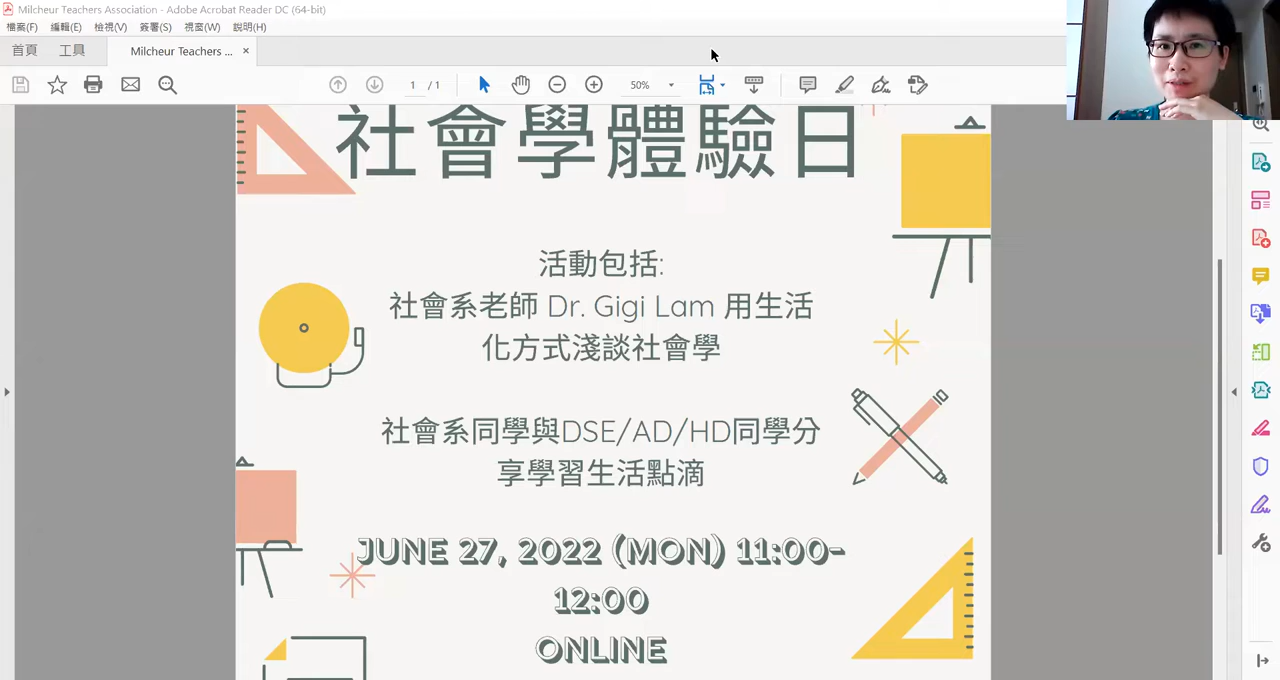 Milcheur Teachers Association - Adobe Acrobat Reader DC (64-bit)
檔案(F) 編輯(E) 檢視(V) 簽署(S) 視窗(W) 說明(H)
首頁 工具 Milcheur Teachers ... ×
1 / 1 50%
社會學體驗日
活動包括:
社會系老師 Dr. Gigi Lam 用生活
化方式淺談社會學
社會系同學與DSE/AD/HD同學分
享學習生活點滴
JUNE 27, 2022 (MON) 11:00-
12:00
ONLINE